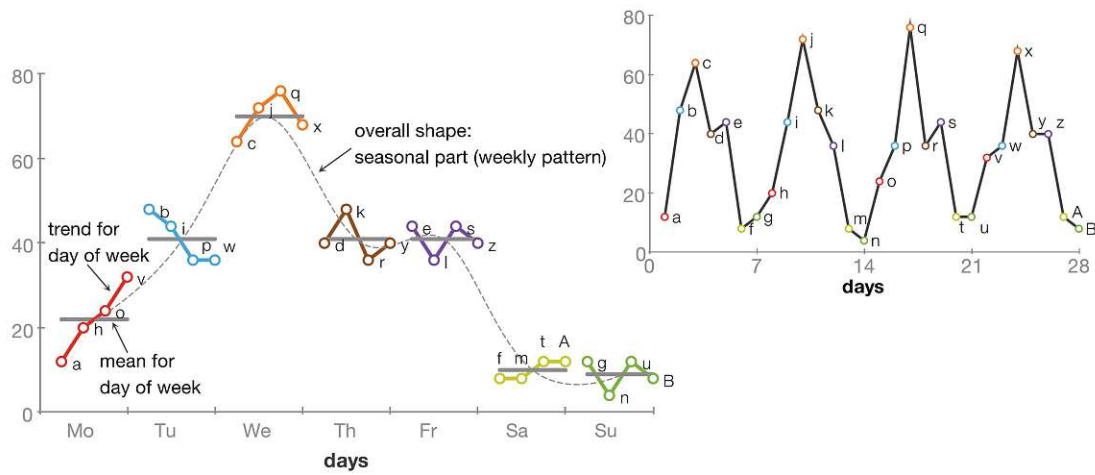 80
60
40
20
0
q
j
x
c
overall shape:
seasonal part (weekly pattern)
b
i
p
w
k
d
r
y
e
s
l
z
trend for
day of week
v
o
h
a
mean for
day of week
f
m
t
A
g
u
n
B
Mo
Tu
We
Th
Fr
Sa
Su
days
80
60
40
20
0
a
b
c
d
e
f
g
h
i
j
k
l
m
n
o
p
q
r
s
t
u
v
w
x
y
z
A
B
0
7
14
21
28
days